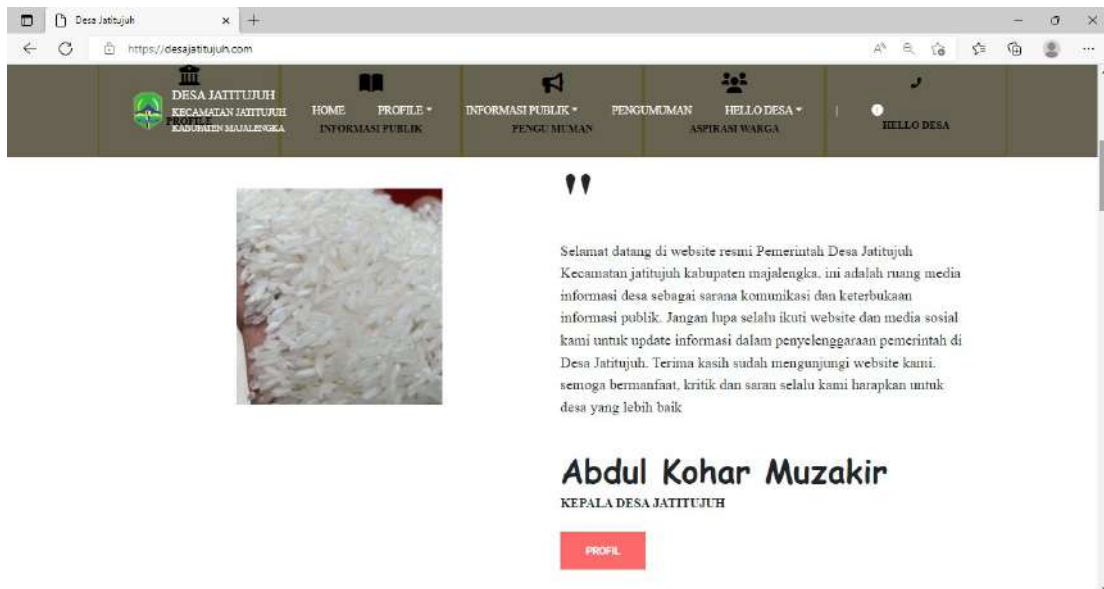 Desa Jatitujuh
https://desajatitujuh.com
DESA JATITUJUH
KECAMATAN JATITUJUH
KABUPATEN MAJALENGKA
HOME PROFILE INFORMASI PUBLIK PENGUMUMAN HELLO DESA
PROFILE INFORMASI PUBLIK PENGU MUMAN ASPIRASI WARGA HELLO DESA
"
Selamat datang di website resmi Pemerintah Desa Jatitujuh
Kecamatan jatitujuh kabupaten majalengka. ini adalah ruang media
informasi desa sebagai sarana komunikasi dan keterbukaan
informasi publik. Jangan lupa selalu ikuti website dan media sosial
kami untuk update informasi dalam penyelenggaraan pemerintah di
Desa Jatitujuh. Terima kasih sudah mengunjungi website kami.
semoga bermanfaat, kritik dan saran selalu kami harapkan untuk
desa yang lebih baik
Abdul Kohar Muzakir
KEPALA DESA JATITUJUH
PROFIL